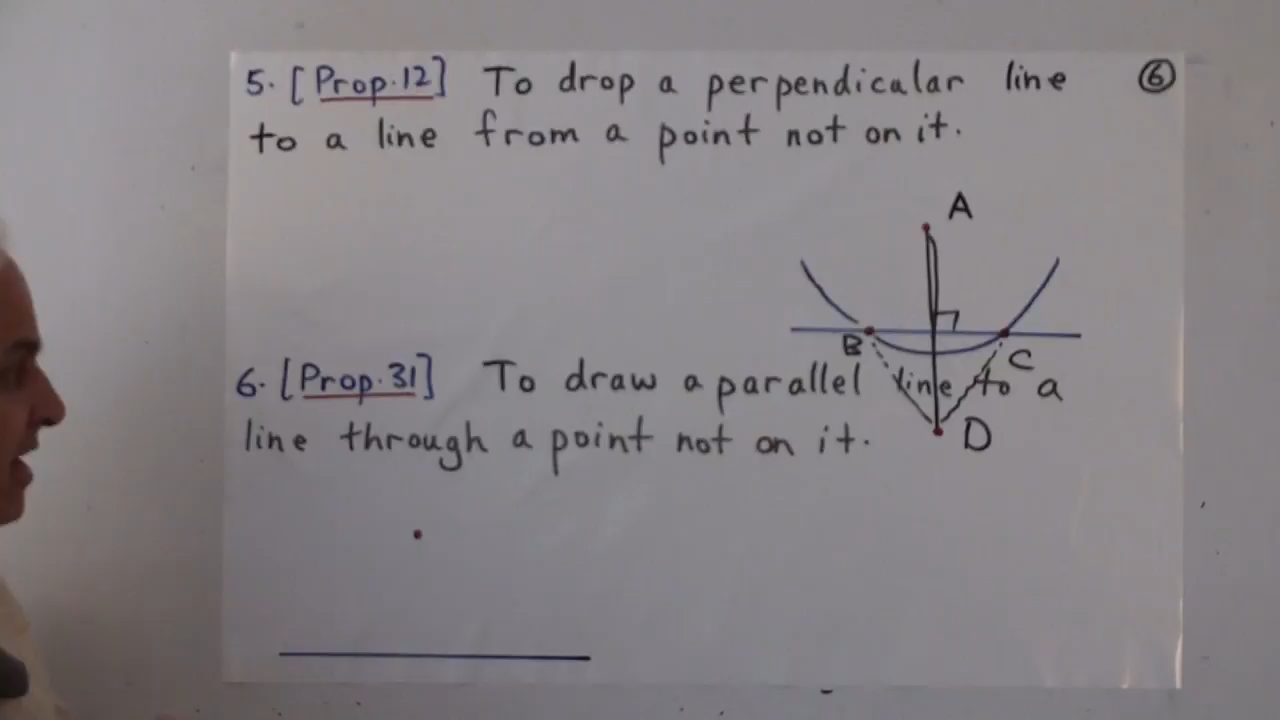 5. [Prop.12] To drop a perpendicular line
⑥
to a line from a point not on it.
A
B
C
6. [Prop.31] To draw a parallel line to a
line through a point not on it.
D